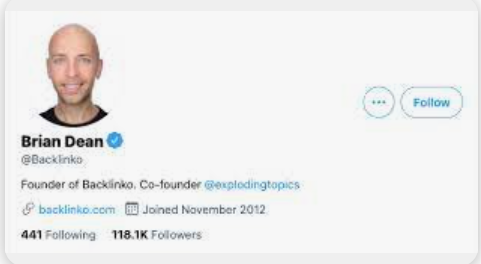 Follow
Brian Dean
@Backlinko
Founder of Backlinko. Co-founder @explodingtopics
backlinko.com Joined November 2012
441 Following 118.1K Followers